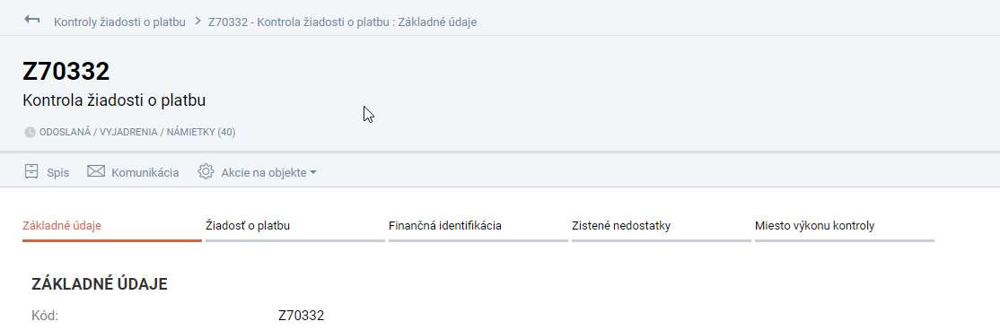 Kontroly žiadosti o platbu > Z70332 - Kontrola žiadosti o platbu : Základné údaje
Z70332
Kontrola žiadosti o platbu
ODOSLANÁ / VYJADRENIA / NÁMIETKY (40)
Spis Komunikácia Akcie na objekte
Základné údaje Žiadosť o platbu Finančná identifikácia Zistené nedostatky Miesto výkonu kontroly
ZÁKLADNÉ ÚDAJE
Kód: Z70332